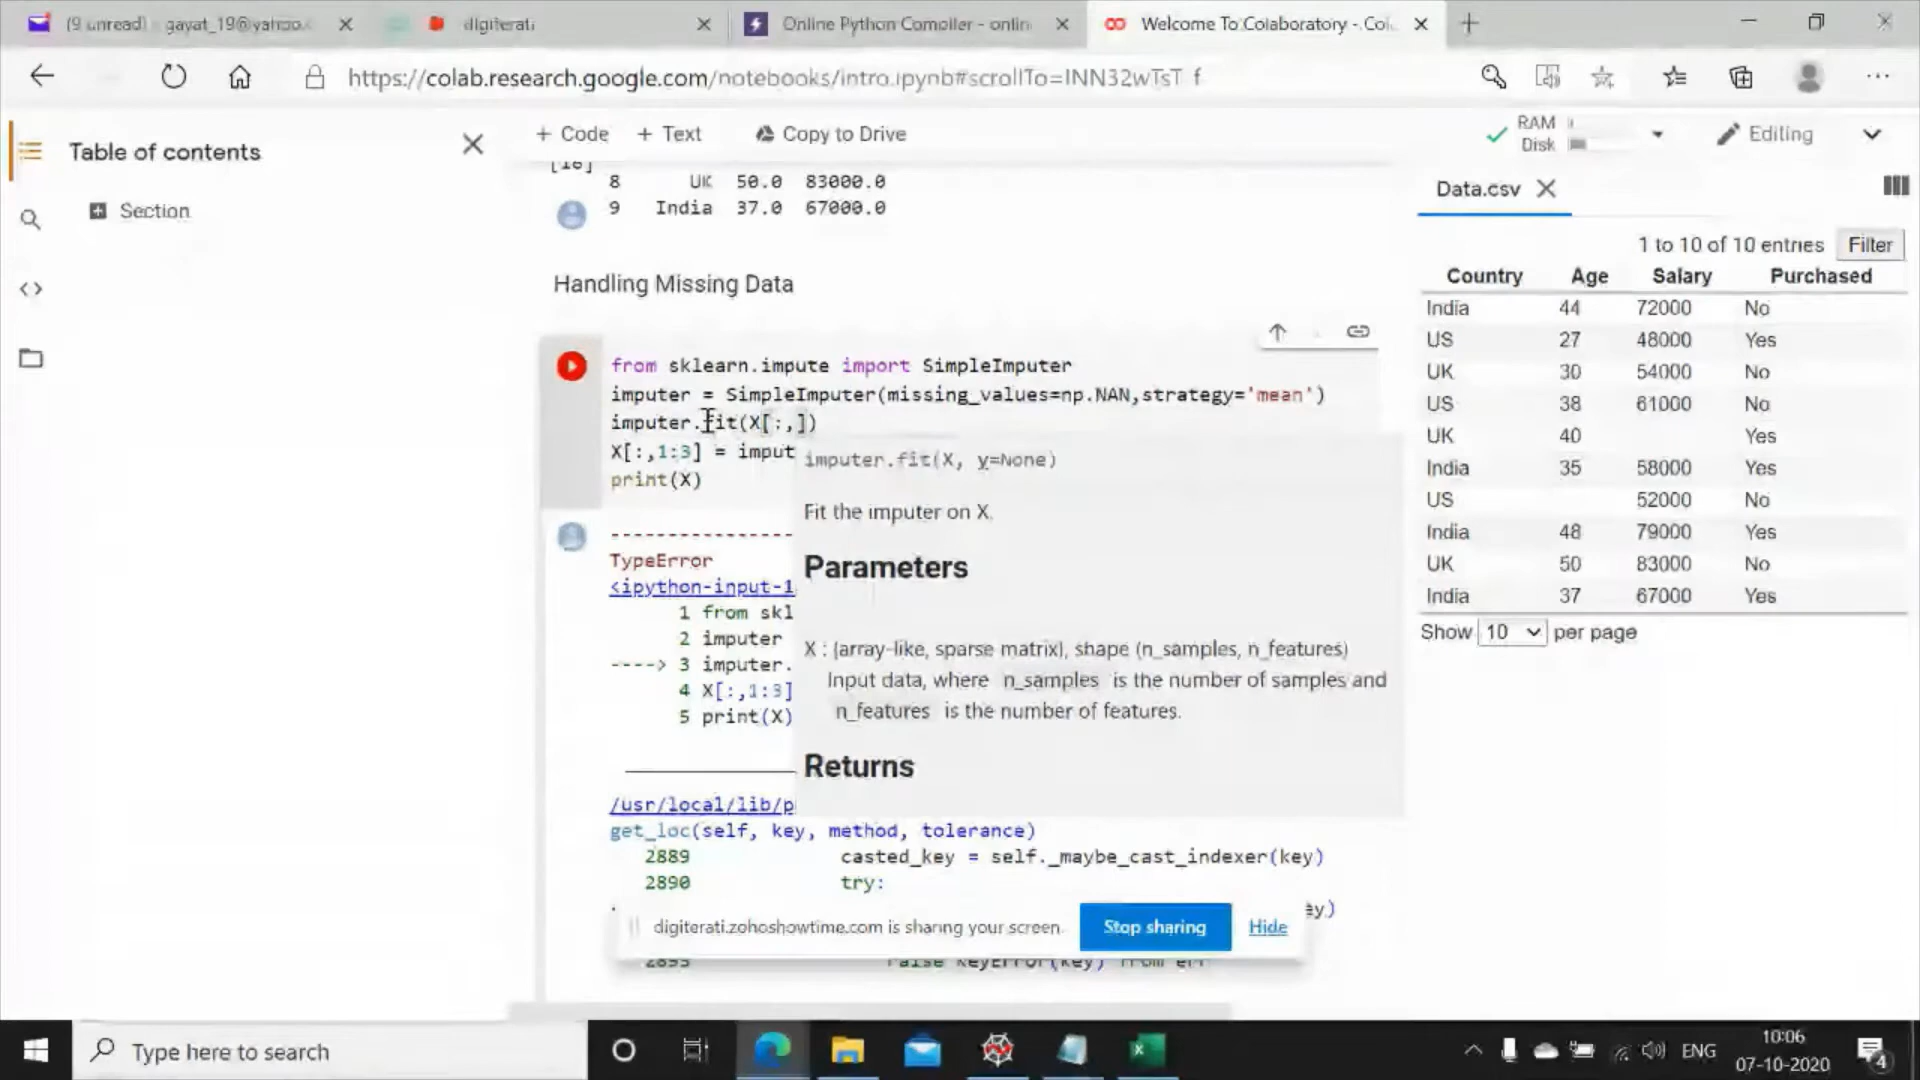 (9 unread) - gayat_19@yahoo.c
digiterati
Online Python Compiler - onlin
Welcome To Colaboratory - Col
https://colab.research.google.com/notebooks/intro.ipynb#scrollTo=INN32wTsT f
Table of contents
Section
+ Code + Text Copy to Drive
RAM
Disk
Editing
[18]
8 UK 50.0 83000.0
9 India 37.0 67000.0
Handling Missing Data
from sklearn.impute import SimpleImputer
imputer = SimpleImputer(missing_values=np.NAN,strategy='mean')
imputer.fit(X[:,])
X[:,1:3] = imput
print(X)
imputer.fit(X, y=None)
Fit the imputer on X.
Parameters
X : {array-like, sparse matrix}, shape (n_samples, n_features)
Input data, where n_samples is the number of samples and
n_features is the number of features.
Returns
TypeError
<ipython-input-1
1 from skl
2 imputer
----> 3 imputer.
4 X[:,1:3]
5 print(X)
/usr/local/lib/p
get_loc(self, key, method, tolerance)
2889 casted_key = self._maybe_cast_indexer(key)
2890 try:
ey)
digiterati.zohoshowtime.com is sharing your screen. Stop sharing Hide
2893 raise KeyError(key) from err
Data.csv
1 to 10 of 10 entries Filter
Country Age Salary Purchased
India 44 72000 No
US 27 48000 Yes
UK 30 54000 No
US 38 61000 No
UK 40 Yes
India 35 58000 Yes
US 52000 No
India 48 79000 Yes
UK 50 83000 No
India 37 67000 Yes
Show 10 per page
Type here to search
ENG
10:06
07-10-2020
4